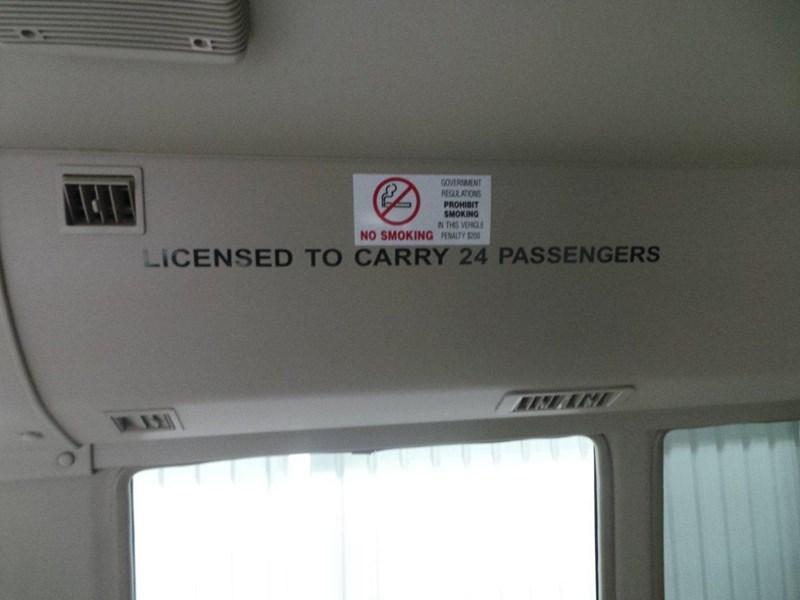 GOVERNMENT
REGULATIONS
PROHIBIT
SMOKING
IN THIS VEHICLE
PENALTY $200
NO SMOKING
LICENSED TO CARRY 24 PASSENGERS